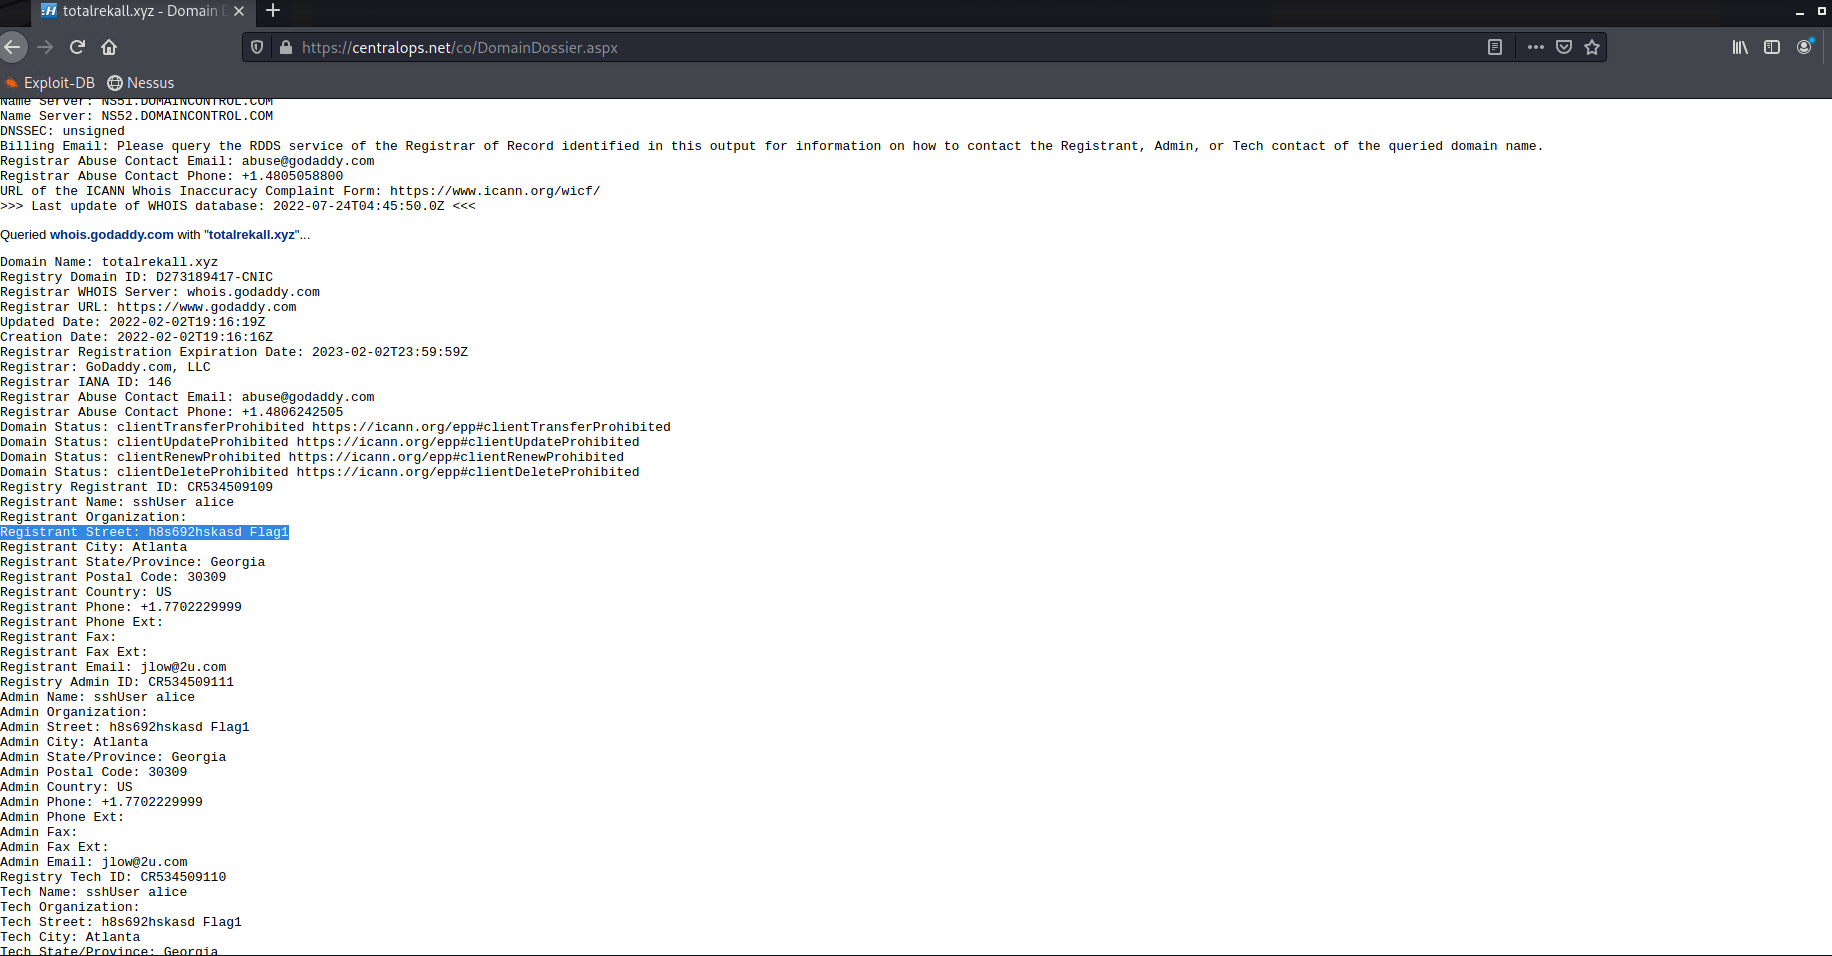 totalrekall.xyz - Domain D
https://centralops.net/co/DomainDossier.aspx
Exploit-DB Nessus
Name Server: NS51.DOMAINCONTROL.COM
Name Server: NS52.DOMAINCONTROL.COM
DNSSEC: unsigned
Billing Email: Please query the RDDS service of the Registrar of Record identified in this output for information on how to contact the Registrant, Admin, or Tech contact of the queried domain name.
Registrar Abuse Contact Email: abuse@godaddy.com
Registrar Abuse Contact Phone: +1.4805058800
URL of the ICANN Whois Inaccuracy Complaint Form: https://www.icann.org/wicf/
>>> Last update of WHOIS database: 2022-07-24T04:45:50.0Z <<<
Queried whois.godaddy.com with "totalrekall.xyz"...
Domain Name: totalrekall.xyz
Registry Domain ID: D273189417-CNIC
Registrar WHOIS Server: whois.godaddy.com
Registrar URL: https://www.godaddy.com
Updated Date: 2022-02-02T19:16:19Z
Creation Date: 2022-02-02T19:16:16Z
Registrar Registration Expiration Date: 2023-02-02T23:59:59Z
Registrar: GoDaddy.com, LLC
Registrar IANA ID: 146
Registrar Abuse Contact Email: abuse@godaddy.com
Registrar Abuse Contact Phone: +1.4806242505
Domain Status: clientTransferProhibited https://icann.org/epp#clientTransferProhibited
Domain Status: clientUpdateProhibited https://icann.org/epp#clientUpdateProhibited
Domain Status: clientRenewProhibited https://icann.org/epp#clientRenewProhibited
Domain Status: clientDeleteProhibited https://icann.org/epp#clientDeleteProhibited
Registry Registrant ID: CR534509109
Registrant Name: sshUser alice
Registrant Organization:
Registrant Street: h8s692hskasd Flag1
Registrant City: Atlanta
Registrant State/Province: Georgia
Registrant Postal Code: 30309
Registrant Country: US
Registrant Phone: +1.7702229999
Registrant Phone Ext:
Registrant Fax:
Registrant Fax Ext:
Registrant Email: jlow@2u.com
Registry Admin ID: CR534509111
Admin Name: sshUser alice
Admin Organization:
Admin Street: h8s692hskasd Flag1
Admin City: Atlanta
Admin State/Province: Georgia
Admin Postal Code: 30309
Admin Country: US
Admin Phone: +1.7702229999
Admin Phone Ext:
Admin Fax:
Admin Fax Ext:
Admin Email: jlow@2u.com
Registry Tech ID: CR534509110
Tech Name: sshUser alice
Tech Organization:
Tech Street: h8s692hskasd Flag1
Tech City: Atlanta
Tech State/Province: Georgia